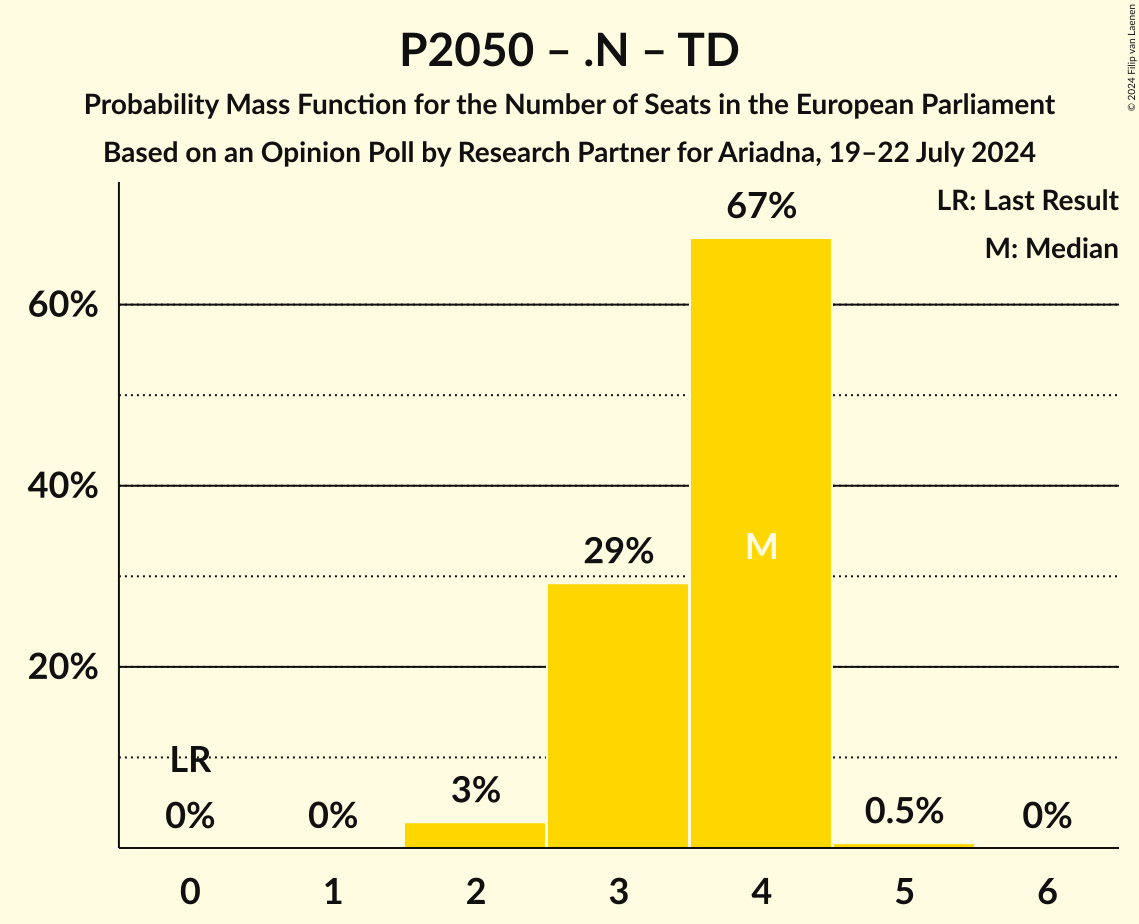 P2050 – .N – TD
Probability Mass Function for the Number of Seats in the European Parliament
Based on an Opinion Poll by Research Partner for Ariadna, 19–22 July 2024
© 2024 Filip van Laenen
LR: Last Result
M: Median
67%
60%
M
40%
29%
20%
LR
3%
0%
0%
0.5%
0%
0 1 2 3 4 5 6